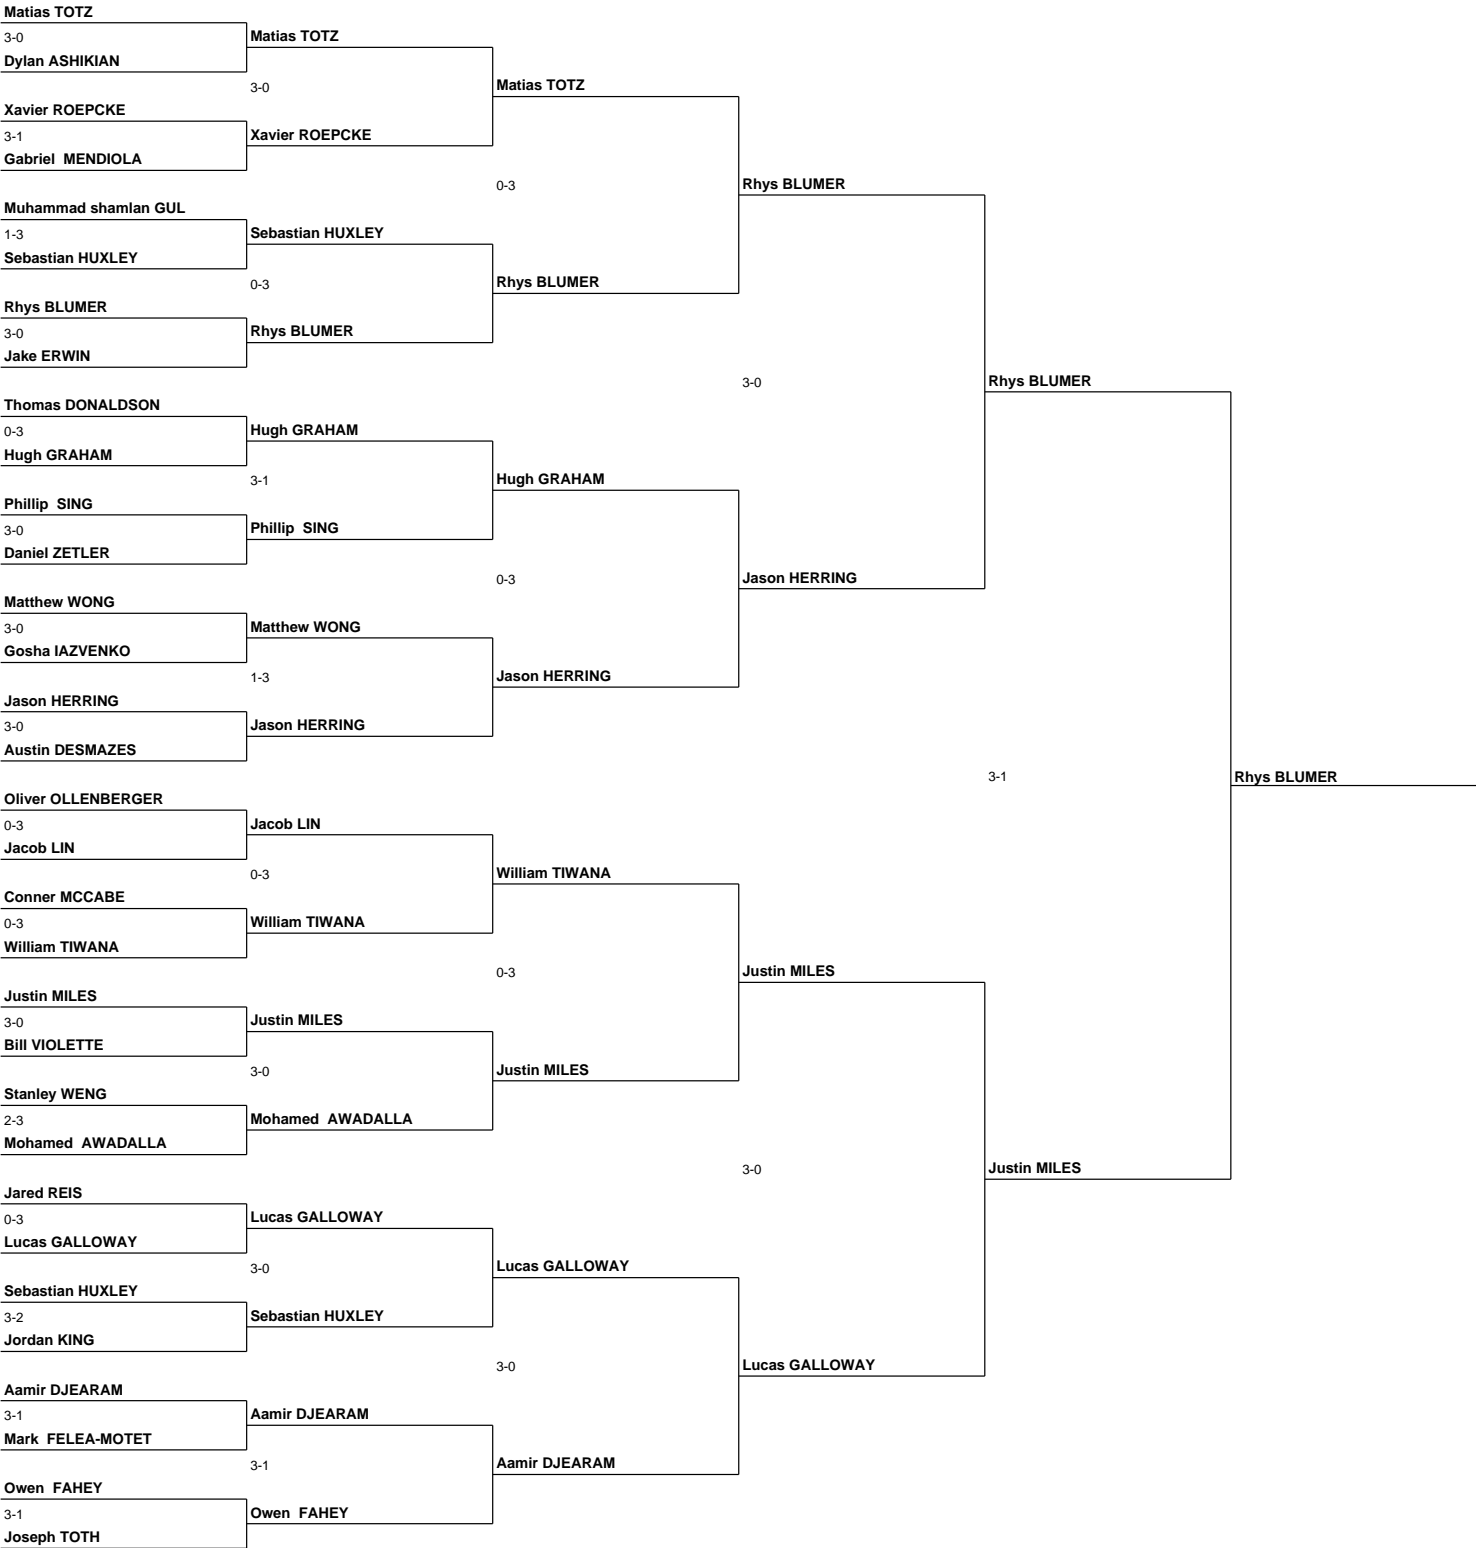 Matias TOTZ
3-0
Matias TOTZ
Dylan ASHIKIAN
3-0
Matias TOTZ
Xavier ROEPCKE
3-1
Xavier ROEPCKE
Gabriel  MENDIOLA
0-3
Rhys BLUMER
Muhammad shamlan GUL
1-3
Sebastian HUXLEY
Sebastian HUXLEY
0-3
Rhys BLUMER
Rhys BLUMER
3-0
Rhys BLUMER
Jake ERWIN
3-0
Rhys BLUMER
Thomas DONALDSON
0-3
Hugh GRAHAM
Hugh GRAHAM
3-1
Hugh GRAHAM
Phillip  SING
3-0
Phillip  SING
Daniel ZETLER
0-3
Jason HERRING
Matthew WONG
3-0
Matthew WONG
Gosha IAZVENKO
1-3
Jason HERRING
Jason HERRING
3-0
Jason HERRING
Austin DESMAZES
3-1
Rhys BLUMER
Oliver OLLENBERGER
0-3
Jacob LIN
Jacob LIN
0-3
William TIWANA
Conner MCCABE
0-3
William TIWANA
William TIWANA
0-3
Justin MILES
Justin MILES
3-0
Justin MILES
Bill VIOLETTE
3-0
Justin MILES
Stanley WENG
2-3
Mohamed  AWADALLA
Mohamed  AWADALLA
3-0
Justin MILES
Jared REIS
0-3
Lucas GALLOWAY
Lucas GALLOWAY
3-0
Lucas GALLOWAY
Sebastian HUXLEY
3-2
Sebastian HUXLEY
Jordan KING
3-0
Lucas GALLOWAY
Aamir DJEARAM
3-1
Aamir DJEARAM
Mark  FELEA-MOTET
3-1
Aamir DJEARAM
Owen  FAHEY
3-1
Owen  FAHEY
Joseph TOTH